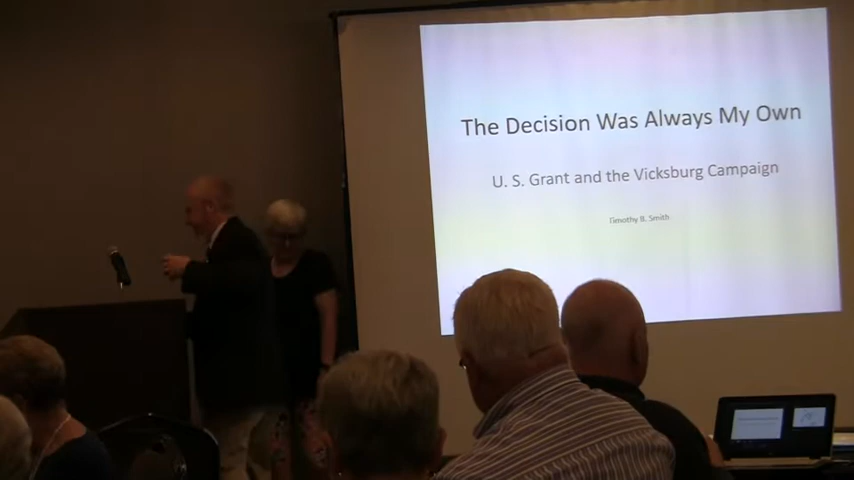 The Decision Was Always My Own
U. S. Grant and the Vicksburg Campaign
Timothy B. Smith